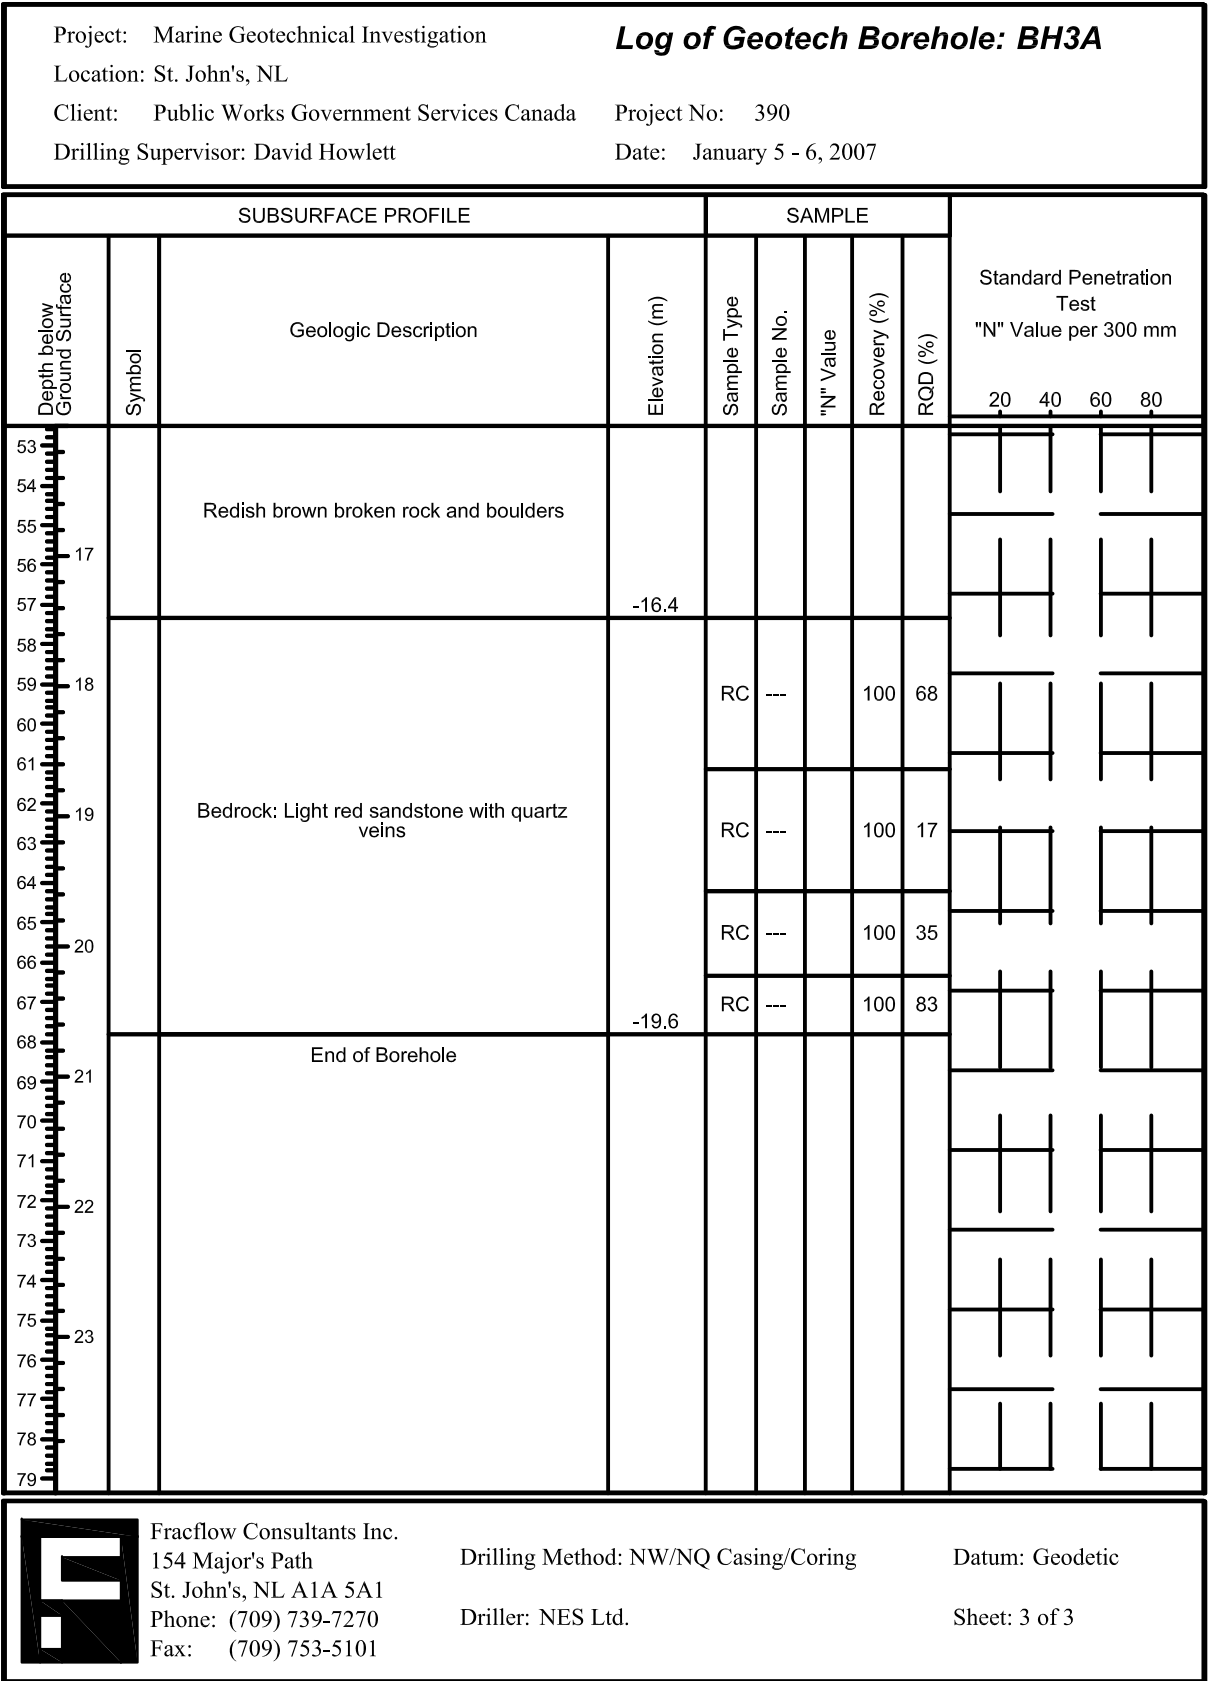 Project: Marine Geotechnical Investigation
Log of Geotech Borehole: BH3A
Location: St. John's, NL
Client: Public Works Government Services Canada
Project No: 390
Drilling Supervisor: David Howlett
Date: January 5 - 6, 2007
SUBSURFACE PROFILE
SAMPLE
Depth below
Ground Surface
Symbol
Geologic Description
Elevation (m)
Sample Type
Sample No.
"N" Value
Recovery (%)
RQD (%)
Standard Penetration
Test
"N" Value per 300 mm
20 40 60 80
53
54
Redish brown broken rock and boulders
55
17
56
57
-16.4
58
59
18
RC --- 100 68
60
61
62
19
Bedrock: Light red sandstone with quartz
veins
RC --- 100 17
63
64
65
RC --- 100 35
20
66
67
RC --- 100 83
-19.6
68
End of Borehole
69
21
70
71
72
22
73
74
75
23
76
77
78
79
Fracflow Consultants Inc.
154 Major's Path
St. John's, NL A1A 5A1
Phone: (709) 739-7270
Fax: (709) 753-5101
Drilling Method: NW/NQ Casing/Coring
Driller: NES Ltd.
Datum: Geodetic
Sheet: 3 of 3